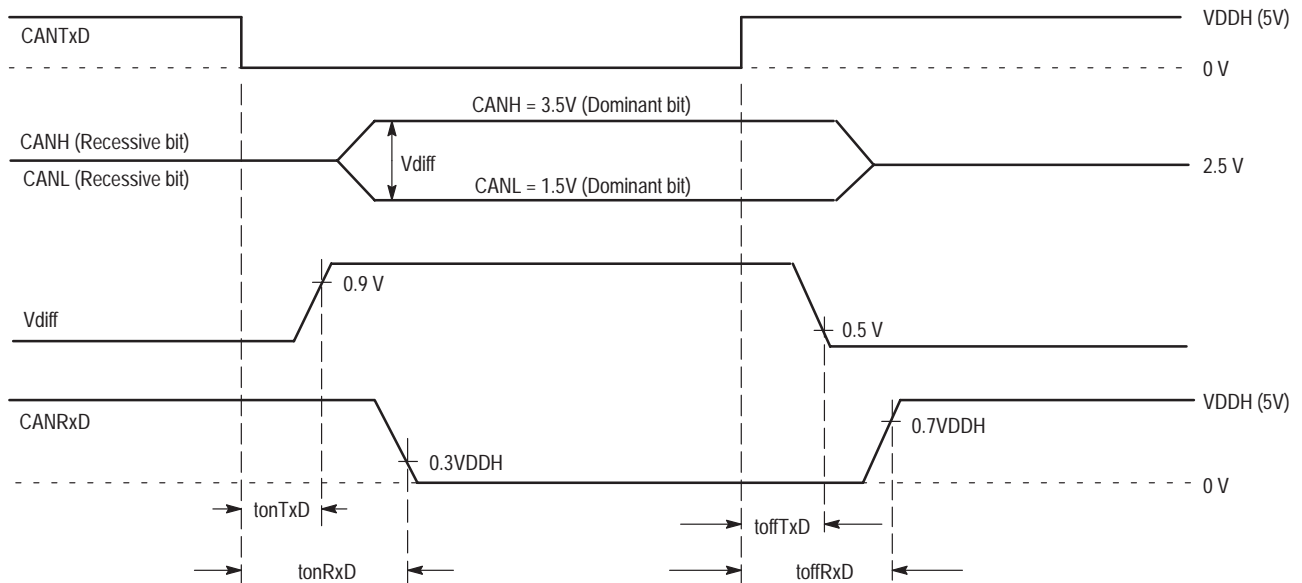 VDDH (5V)
CANTxD
0 V
CANH = 3.5V (Dominant bit)
CANH (Recessive bit)
Vdiff
2.5 V
CANL (Recessive bit)
CANL = 1.5V (Dominant bit)
0.9 V
Vdiff
0.5 V
VDDH (5V)
CANRxD
0.7VDDH
0.3VDDH
0 V
tonTxD
toffTxD
tonRxD
toffRxD